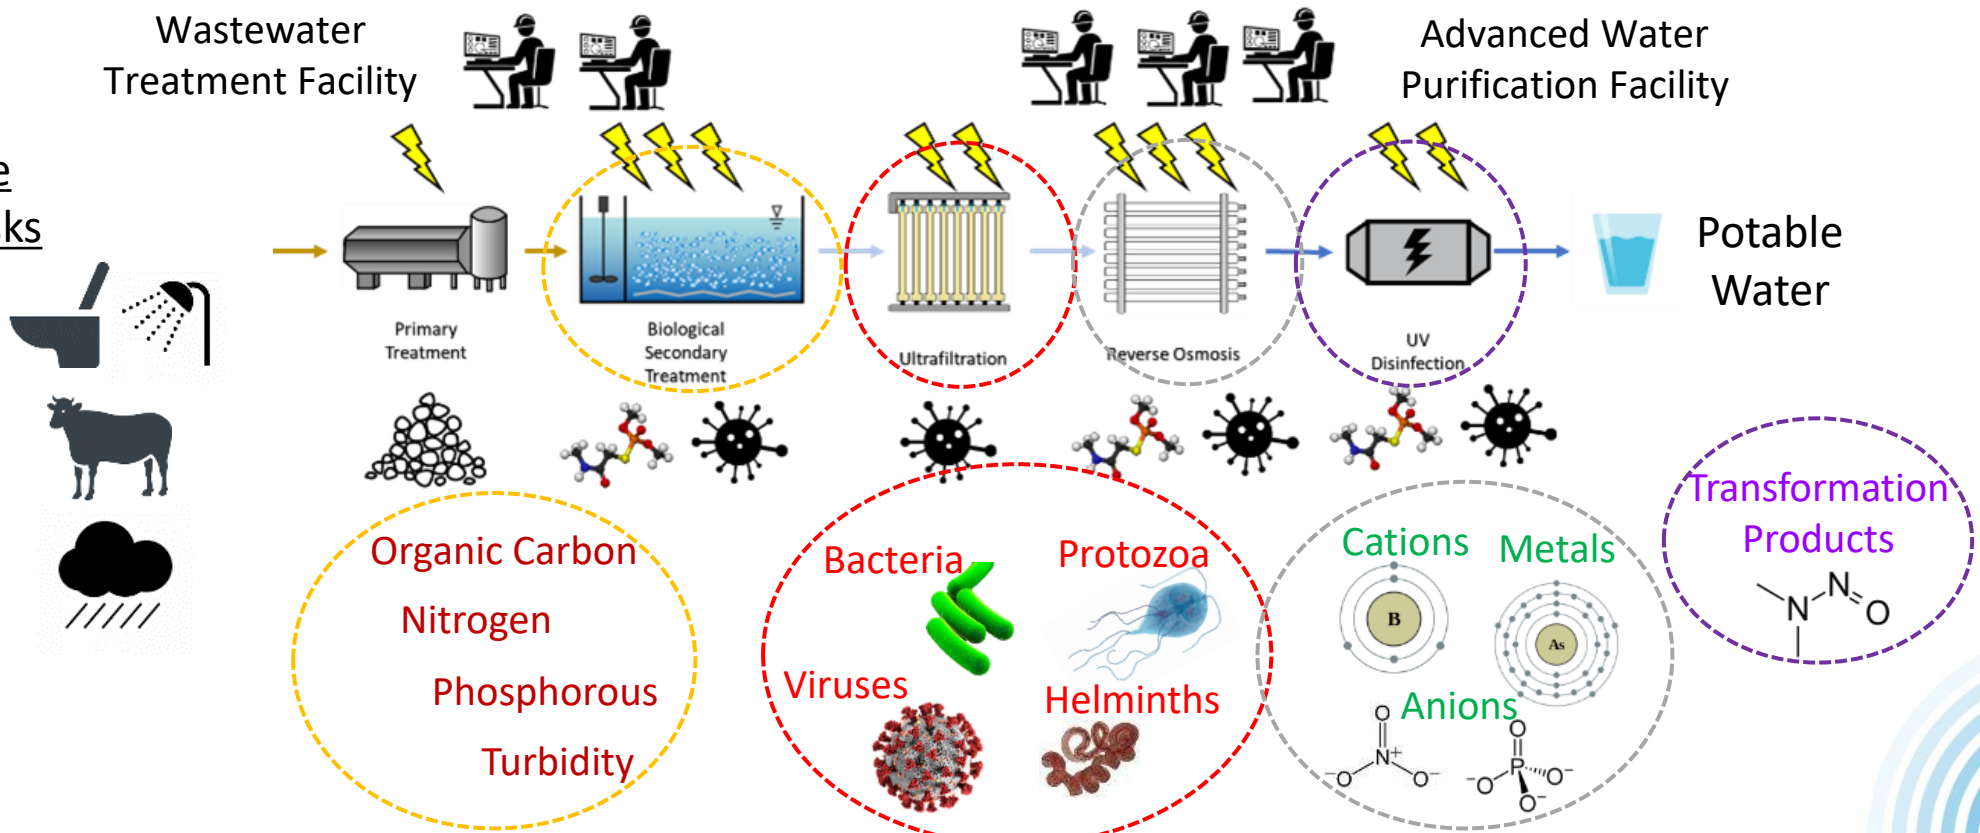 Wastewater
Treatment Facility
Advanced Water
Purification Facility
Primary
Treatment
Biological
Secondary
Treatment
Ultrafiltration
Reverse Osmosis
UV
Disinfection
Potable
Water
Organic Carbon
Nitrogen
Phosphorous
Turbidity
Bacteria
Protozoa
Viruses
Helminths
Cations
Metals
B
As
Anions
O
N+
-O
O-
O
P
-O
O-
O-
Transformation
Products
N
N
O